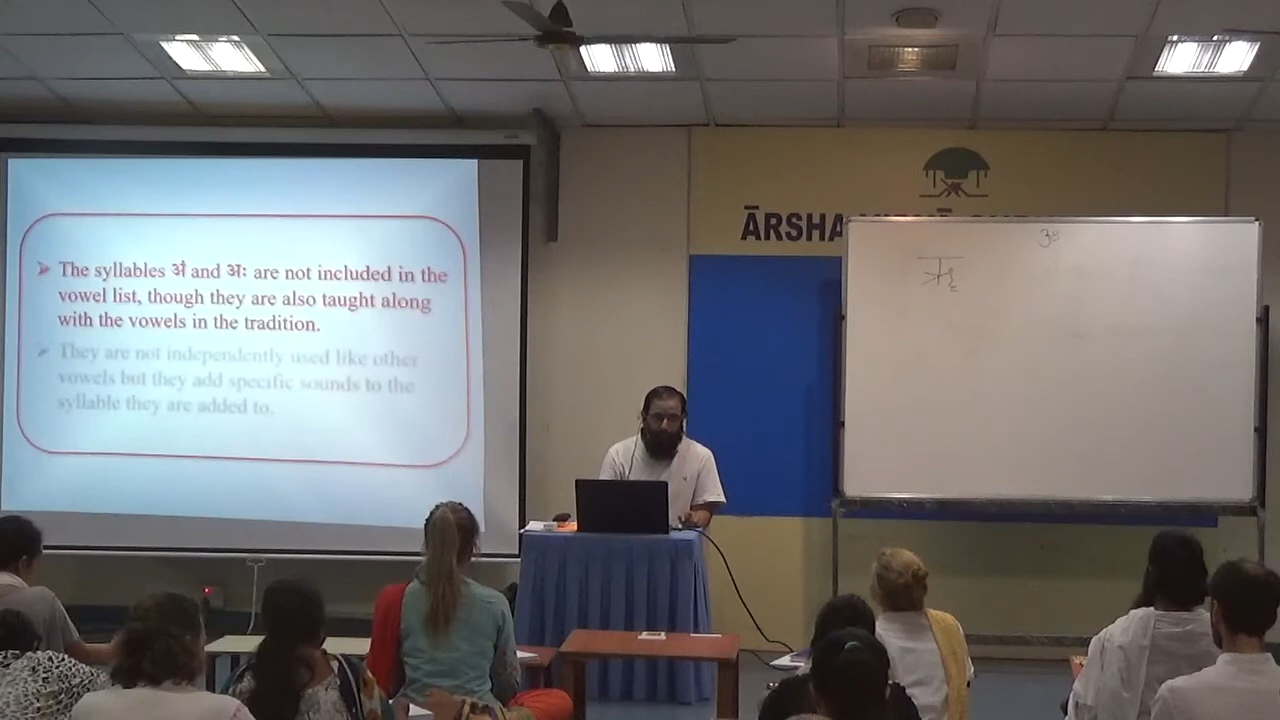 ➢ The syllables अं and अः are not included in the
vowel list, though they are also taught along
with the vowels in the tradition.
➢ They are not independently used like other
vowels but they add specific sounds to the
syllable they are added to.
ĀRSHA
ॐ
ऋ